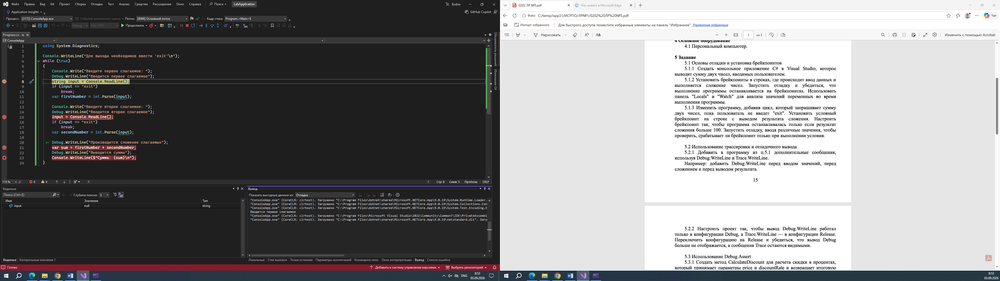 Файл Правка Вид Git Проект Сборка Отладка Тест Анализ Средства Расширения Окно Справка Поиск LabApplication Войти
Application Insights GitHub Copilot
Процесс: [3172] ConsoleApp.exe События жизненного цикла Поток: [8088] Основной поток Кадр стека: Program.<Main>$
Debug Any CPU Продолжить
Program.cs
ConsoleApp
Обозреватель решений
Изменения Git
1 using System.Diagnostics;
2
3 Console.WriteLine("Для выхода необходимов ввести 'exit'\n");
4 while (true)
5 {
6 Console.Write("Введите первое слагаемое: ");
7 Debug.WriteLine("Вводится первое слагаемое");
8 string input = Console.ReadLine();
9 if (input == "exit")
10 break;
11 var firstNumber = int.Parse(input);
12
13 Console.Write("Введите второе слагаемое: ");
14 Debug.WriteLine("Вводится второе слагаемое");
15 input = Console.ReadLine();
16 if (input == "exit")
17 break;
18 var secondNumber = int.Parse(input);
19
20 Debug.WriteLine("Производится сложение слагаемых");
21 var sum = firstNumber + secondNumber;
22 Debug.WriteLine("Выводится сумма");
23 Console.WriteLine($"Сумма: {sum}\n");
24 }
115 % 0 4 Стр: 8 Симв: 5 Пробелы CRLF
Видимые
Поиск (Ctrl+E) Глубина поиска: 3
Имя Значение Тип
input null string
Видимые Контрольные значения 1
Вывод
Показать выходные данные из: Отладка
"ConsoleApp.exe" (CoreCLR: clrhost). Загружено "C:\Program Files\dotnet\shared\Microsoft.NETCore.App\9.0.19\System.Runtime.Loader.
"ConsoleApp.exe" (CoreCLR: clrhost). Загружено "C:\Program Files\dotnet\shared\Microsoft.NETCore.App\9.0.19\System.Collections.Con
"ConsoleApp.exe" (CoreCLR: clrhost). Загружено "C:\Program Files\dotnet\shared\Microsoft.NETCore.App\9.0.19\System.Text.Encoding.E
Вводится первое слагаемое
"ConsoleApp.exe" (CoreCLR: clrhost). Загружено "C:\Program Files\Microsoft Visual Studio\2022\Community\Common7\IDE\PrivateAssembl
"ConsoleApp.exe" (CoreCLR: clrhost). Загружено "C:\Program Files\dotnet\shared\Microsoft.NETCore.App\9.0.19\netstandard.dll". Загр
Локальные Стек вызовов Точки останова Параметры исключений Командное окно Окно интерпретации Вывод Список ошибок
Готово Добавить в систему управления версиями Выбрать репозиторий
ENG 8:53
03.09.2026
0202 ЛР №5.pdf Что нового в Microsoft Edge
Файл C:/temp/ispp31/ИСРПО/ЛР№1/0202%20ЛР%20№5.pdf Чат
Импорт избранного Для быстрого доступа поместите избранные элементы на панель "Избранное". Управление избранным
Нарисовать 1 из 3 Изменить с помощью Acrobat
4 Основное оборудование
4.1 Персональный компьютер.
5 Задание
5.1 Основы отладки и установка брейкпоинтов
5.1.1 Создать консольное приложение C# в Visual Studio, которое
выводит сумму двух чисел, вводимых пользователем.
5.1.2 Установить брейкпоинты в строках, где происходит ввод данных и
выполняется сложение чисел. Запустить отладку и убедиться, что
выполнение программы останавливается на брейкпоинтах. Использовать
панель "Locals" и "Watch" для анализа значений переменных во время
выполнения программы.
5.1.3 Изменить программу, добавив цикл, который запрашивает сумму
двух чисел, пока пользователь не введет "exit". Установить условный
брейкпоинт на строке с выводом результата сложения. Настроить
брейкпоинт так, чтобы программа останавливалась только если результат
сложения больше 100. Запустить отладку, вводя различные значения, чтобы
проверить, срабатывает ли брейкпоинт только при выполнении условия.
5.2 Использование трассировки и отладочного вывода
5.2.1 Добавить в программу из п.5.1 дополнительные сообщения,
используя Debug.WriteLine и Trace.WriteLine.
Например: добавить Debug.WriteLine перед вводом значений, перед
сложением и перед выводом результата.
15
5.2.2 Настроить проект так, чтобы вывод Debug.WriteLine работал
только в конфигурации Debug, а Trace.WriteLine — в конфигурации Release.
Переключить конфигурацию на Release и убедиться, что вывод Debug
больше не отображается, а сообщения Trace остаются видимыми.
5.3 Использование Debug.Assert
5.3.1 Создать метод CalculateDiscount для расчета скидки в процентах,
который принимает параметры price и discountRate и возвращает итоговую
8:53
03.09.2026